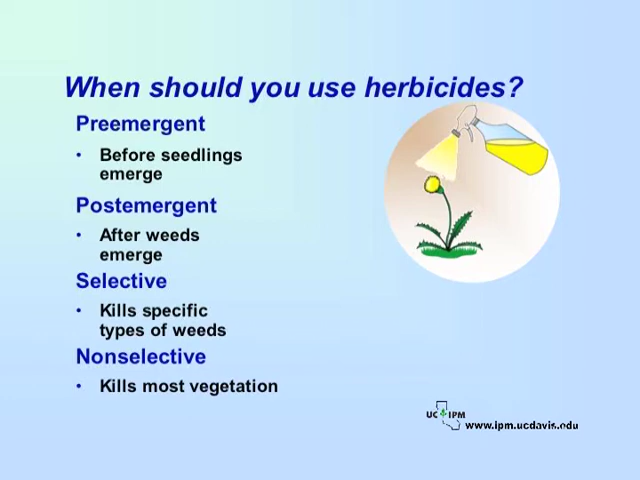 When should you use herbicides?
Preemergent
• Before seedlings
emerge
Postemergent
• After weeds
emerge
Selective
• Kills specific
types of weeds
Nonselective
• Kills most vegetation
UC IPM
www.ipm.ucdavis.edu